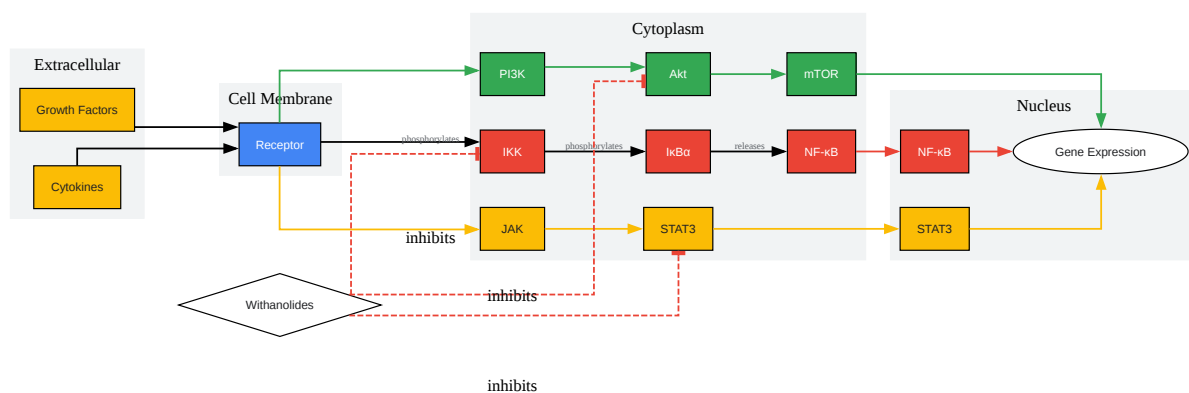 Cytoplasm
Extracellular
Cell Membrane
Nucleus
Growth Factors
Cytokines
Receptor
PI3K
Akt
mTOR
phosphorylates
IKK
phosphorylates
IκBα
releases
NF-κB
NF-κB
Gene Expression
JAK
STAT3
STAT3
inhibits
Withanolides
inhibits
inhibits